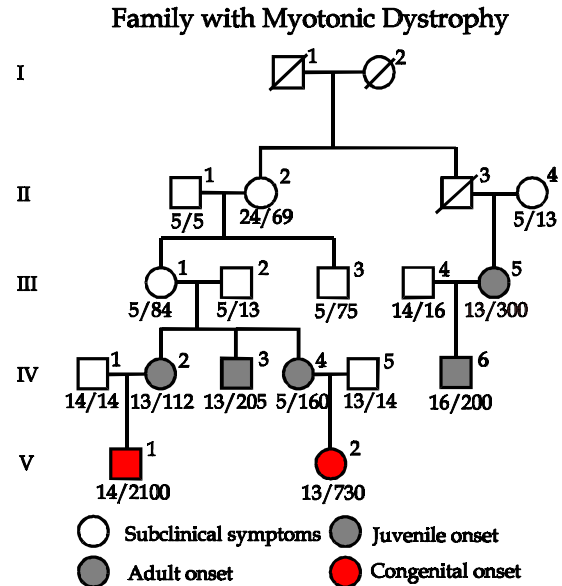 Family with Myotonic Dystrophy
I
1 2
II
1 2 3 4
5/5 24/69 5/13
III
1 2 3 4 5
5/84 5/13 5/75 14/16 13/300
IV
1 2 3 4 5 6
14/14 13/112 13/205 5/160 13/14 16/200
V
1 2
14/2100 13/730
Subclinical symptoms Juvenile onset
Adult onset Congenital onset